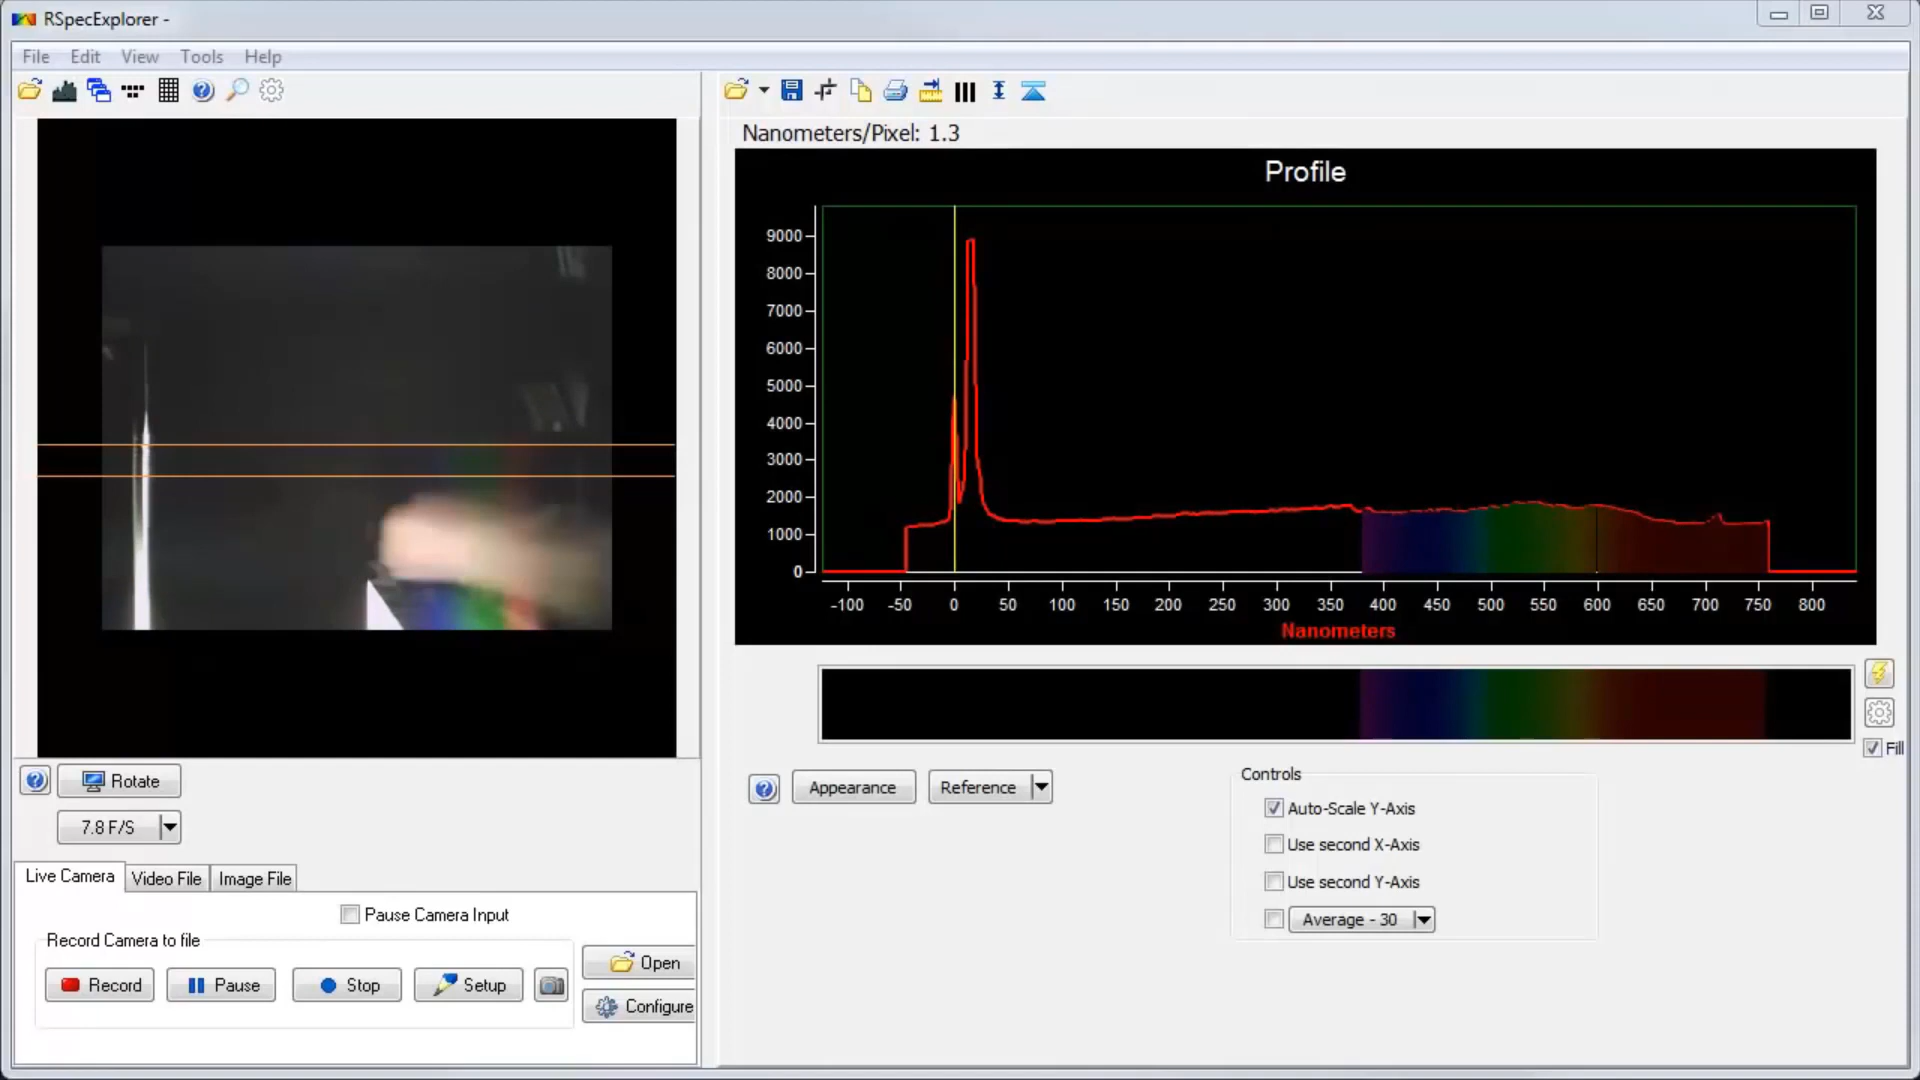 RSpecExplorer -
File Edit View Tools Help
Nanometers/Pixel: 1.3
Profile
9000
8000
7000
6000
5000
4000
3000
2000
1000
0
-100 -50 0 50 100 150 200 250 300 350 400 450 500 550 600 650 700 750 800
Nanometers
Fill
Rotate
7.8 F/S
Appearance Reference
Controls
Auto-Scale Y-Axis
Use second X-Axis
Use second Y-Axis
Average - 30
Live Camera Video File Image File
Pause Camera Input
Record Camera to file
Record Pause Stop Setup
Open
Configure